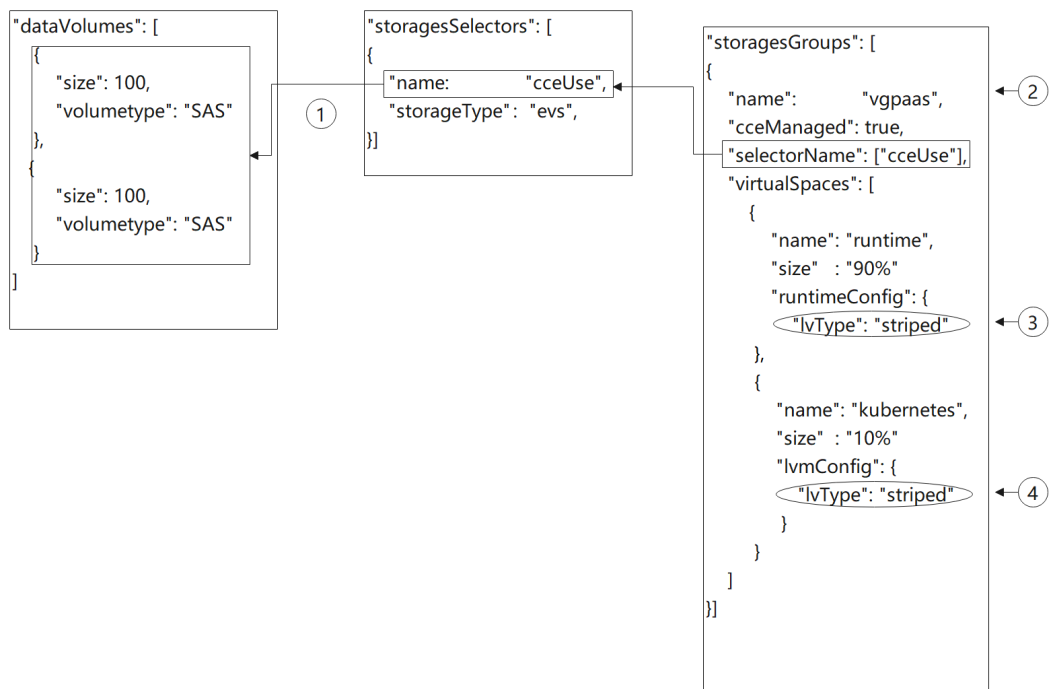 "dataVolumes": [
{
"size": 100,
"volumetype": "SAS"
},
{
"size": 100,
"volumetype": "SAS"
}
]
1
"storagesSelectors": [
{
"name: "cceUse",
"storageType": "evs",
}]
"storagesGroups": [
{
"name": "vgpaas",
"cceManaged": true,
"selectorName": ["cceUse"],
"virtualSpaces": [
{
"name": "runtime",
"size" : "90%"
"runtimeConfig": {
"lvType": "striped"
},
{
"name": "kubernetes",
"size" : "10%"
"lvmConfig": {
"lvType": "striped"
}
}
]
}]
2
3
4